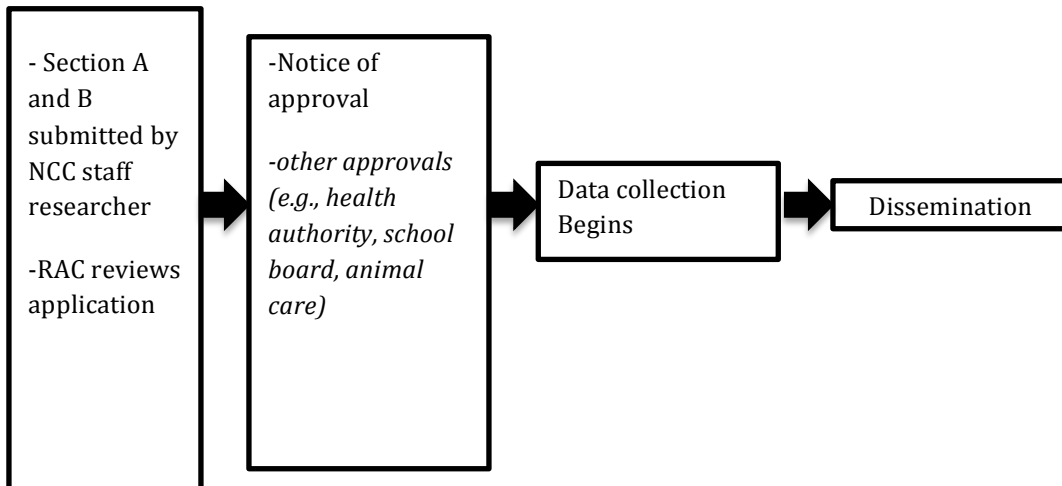 - Section A
and B
submitted by
NCC staff
researcher
-RAC reviews
application
-Notice of
approval
-other approvals
(e.g., health
authority, school
board, animal
care)
Data collection
Begins
Dissemination